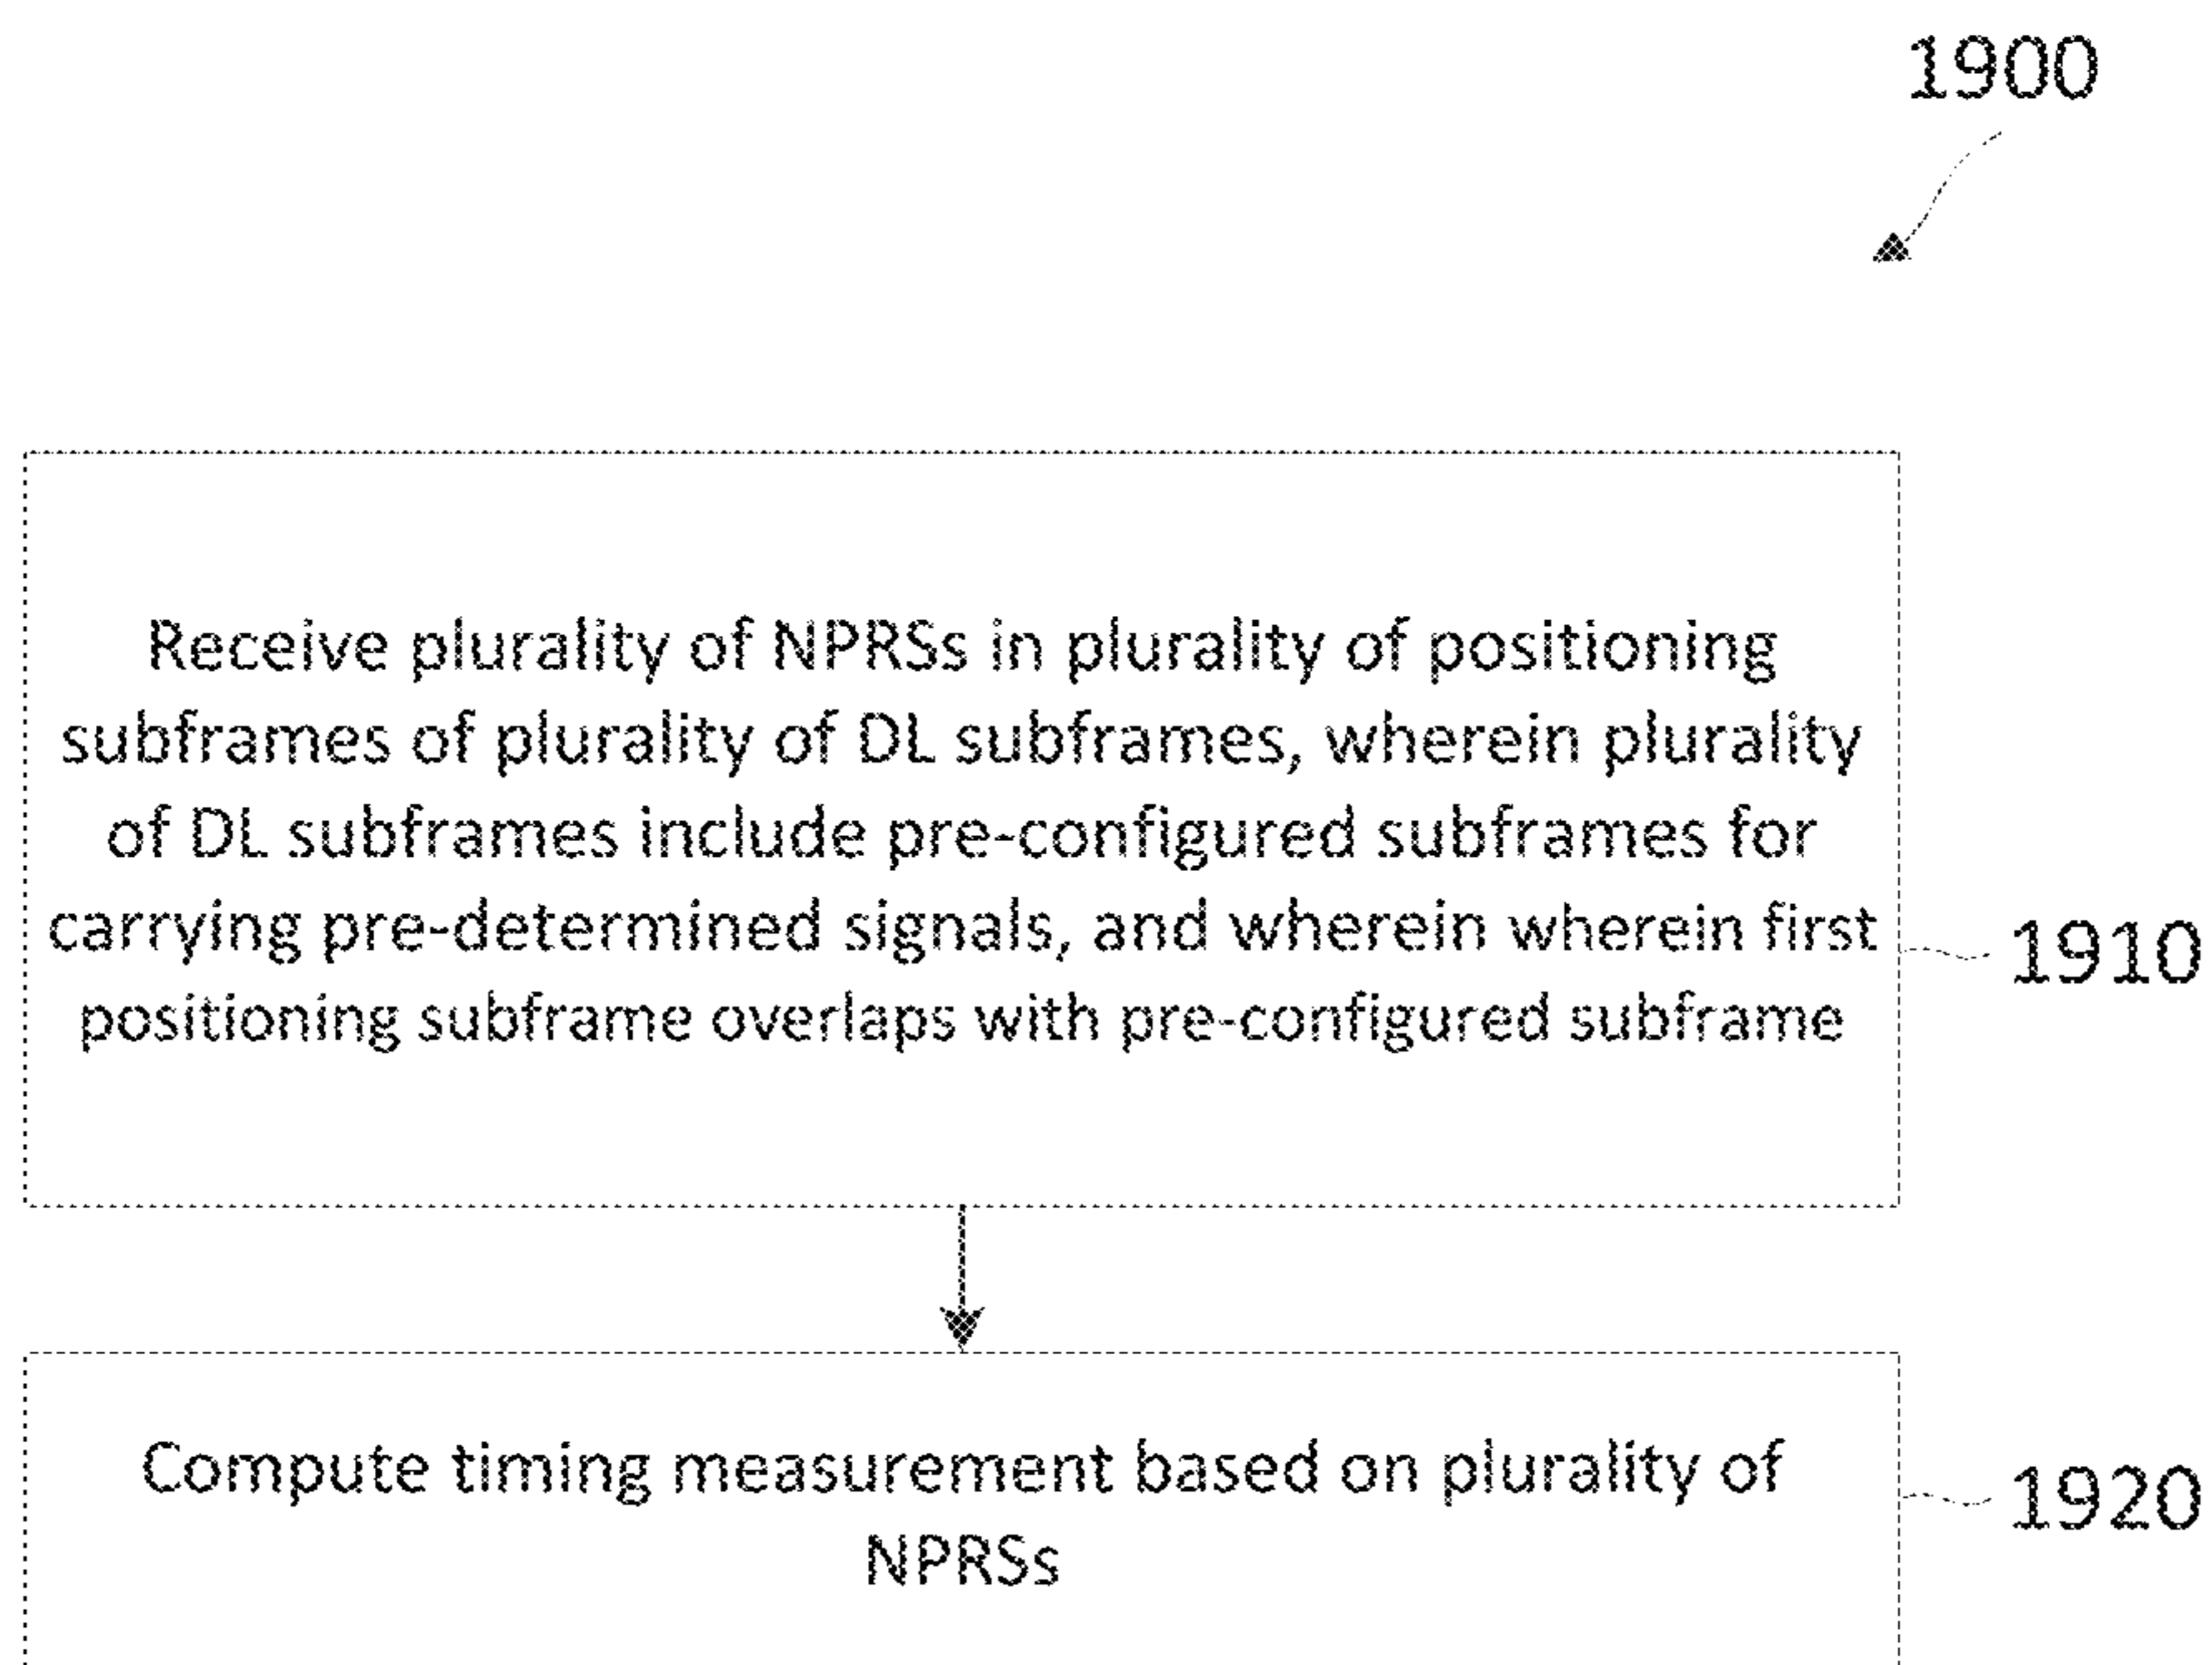 1900
Receive plurality of NPRSs in plurality of positioning
subframes of plurality of DL subframes, wherein plurality
of DL subframes include pre-configured subframes for
carrying pre-determined signals, and wherein wherein first
positioning subframe overlaps with pre-configured subframe
1910
Compute timing measurement based on plurality of
NPRSs
1920